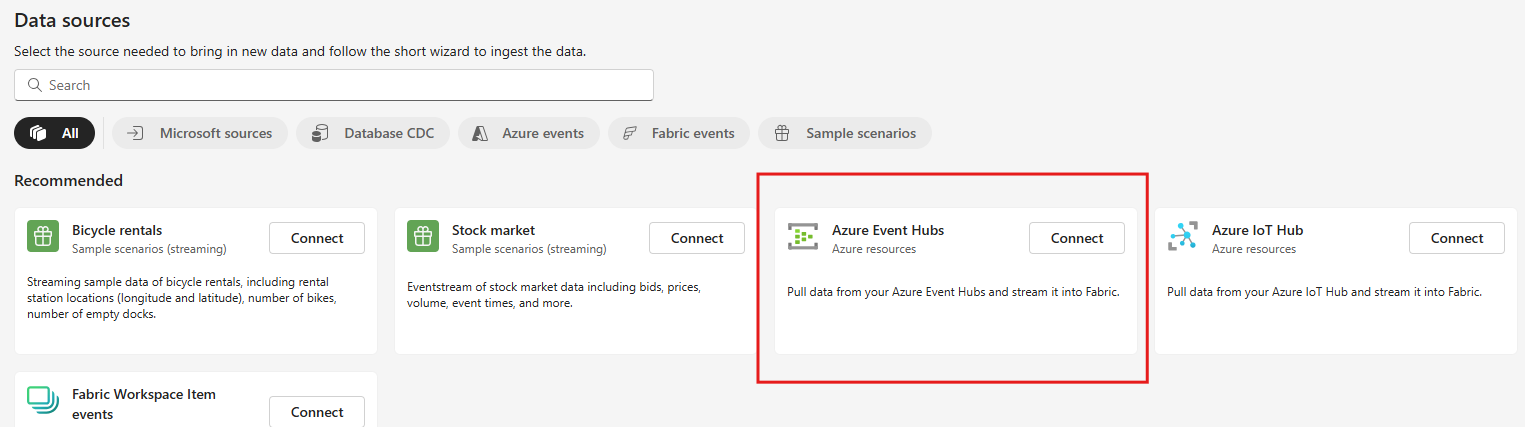 Data sources
Select the source needed to bring in new data and follow the short wizard to ingest the data.
Search
All
Microsoft sources
Database CDC
Azure events
Fabric events
Sample scenarios
Recommended
Bicycle rentals
Sample scenarios (streaming)
Connect
Streaming sample data of bicycle rentals, including rental
station locations (longitude and latitude), number of bikes,
number of empty docks.
Stock market
Sample scenarios (streaming)
Connect
Eventstream of stock market data including bids, prices,
volume, event times, and more.
Azure Event Hubs
Azure resources
Connect
Pull data from your Azure Event Hubs and stream it into Fabric.
Azure IoT Hub
Azure resources
Connect
Pull data from your Azure IoT Hub and stream it into Fabric.
Fabric Workspace Item
events
Connect